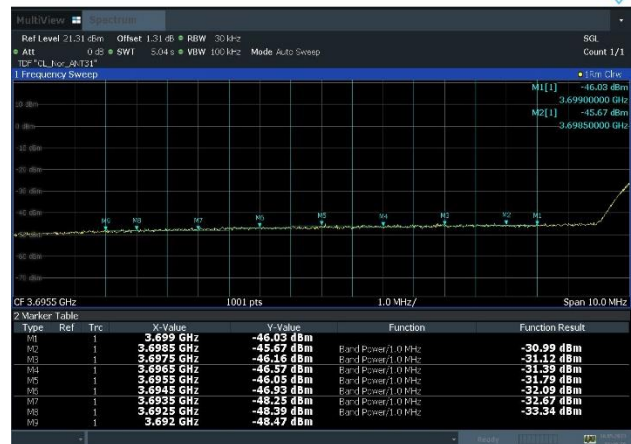 MultiView Spectrum
Ref Level 21.31 dBm Offset 1.31 dB RBW 30 kHz SGL
Att 0 dB SWT 5.04 s VBW 100 kHz Mode Auto Sweep Count 1/1
TDF "CL_Nor_ANT31"
1 Frequency Sweep 1Rm Clrw
M1[1] -46.03 dBm
3.69900000 GHz
M2[1] -45.67 dBm
3.69850000 GHz
10 dBm
0 dBm
-10 dBm
-20 dBm
-30 dBm
-40 dBm
M9 M8 M7 M6 M5 M4 M3 M2 M1
-60 dBm
-70 dBm
CF 3.6955 GHz 1001 pts 1.0 MHz/ Span 10.0 MHz
2 Marker Table
Type Ref Trc X-Value Y-Value Function Function Result
M1 1 3.699 GHz -46.03 dBm
M2 1 3.6985 GHz -45.67 dBm Band Power/1.0 MHz -30.99 dBm
M3 1 3.6975 GHz -46.16 dBm Band Power/1.0 MHz -31.12 dBm
M4 1 3.6965 GHz -46.57 dBm Band Power/1.0 MHz -31.39 dBm
M5 1 3.6955 GHz -46.05 dBm Band Power/1.0 MHz -31.79 dBm
M6 1 3.6945 GHz -46.93 dBm Band Power/1.0 MHz -32.09 dBm
M7 1 3.6935 GHz -48.25 dBm Band Power/1.0 MHz -32.67 dBm
M8 1 3.6925 GHz -48.39 dBm Band Power/1.0 MHz -33.34 dBm
M9 1 3.692 GHz -48.47 dBm
Ready